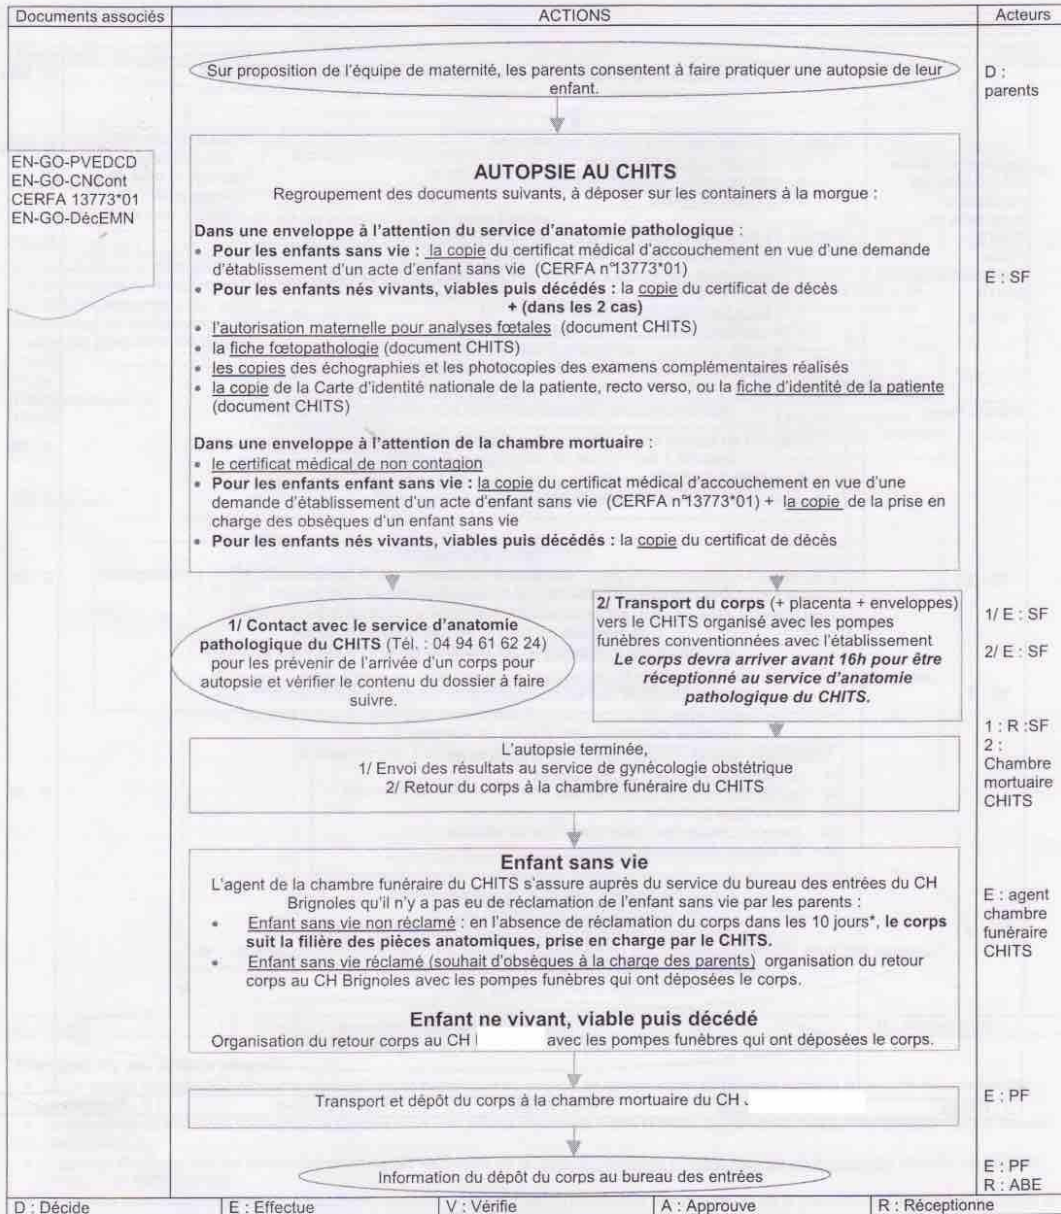 Documents associés
ACTIONS
Acteurs
Sur proposition de l'équipe de maternité, les parents consentent à faire pratiquer une autopsie de leur
enfant.
D :
parents
EN-GO-PVEDCD
EN-GO-CNCont
CERFA 13773*01
EN-GO-DécEMN
AUTOPSIE AU CHITS
Regroupement des documents suivants, à déposer sur les containers à la morgue :
Dans une enveloppe à l'attention du service d'anatomie pathologique :
• Pour les enfants sans vie : la copie du certificat médical d'accouchement en vue d'une demande
d'établissement d'un acte d'enfant sans vie (CERFA n°13773*01)
• Pour les enfants nés vivants, viables puis décédés : la copie du certificat de décès
+ (dans les 2 cas)
• l'autorisation maternelle pour analyses fœtales (document CHITS)
• la fiche fœtopathologie (document CHITS)
• les copies des échographies et les photocopies des examens complémentaires réalisés
• la copie de la Carte d'identité nationale de la patiente, recto verso, ou la fiche d'identité de la patiente
(document CHITS)
E : SF
Dans une enveloppe à l'attention de la chambre mortuaire :
• le certificat médical de non contagion
• Pour les enfants enfant sans vie : la copie du certificat médical d'accouchement en vue d'une
demande d'établissement d'un acte d'enfant sans vie (CERFA n°13773*01) + la copie de la prise en
charge des obsèques d'un enfant sans vie
• Pour les enfants nés vivants, viables puis décédés : la copie du certificat de décès
1/ Contact avec le service d'anatomie
pathologique du CHITS (Tél. : 04 94 61 62 24)
pour les prévenir de l'arrivée d'un corps pour
autopsie et vérifier le contenu du dossier à faire
suivre.
2/ Transport du corps (+ placenta + enveloppes)
vers le CHITS organisé avec les pompes
funèbres conventionnées avec l'établissement
Le corps devra arriver avant 16h pour être
réceptionné au service d'anatomie
pathologique du CHITS.
1/ E : SF
2/ E : SF
L'autopsie terminée,
1/ Envoi des résultats au service de gynécologie obstétrique
2/ Retour du corps à la chambre funéraire du CHITS
1 : R :SF
2 :
Chambre
mortuaire
CHITS
Enfant sans vie
L'agent de la chambre funéraire du CHITS s'assure auprès du service du bureau des entrées du CH
Brignoles qu'il n'y a pas eu de réclamation de l'enfant sans vie par les parents :
• Enfant sans vie non réclamé : en l'absence de réclamation du corps dans les 10 jours*, le corps
suit la filière des pièces anatomiques, prise en charge par le CHITS.
• Enfant sans vie réclamé (souhait d'obsèques à la charge des parents) organisation du retour
corps au CH Brignoles avec les pompes funèbres qui ont déposées le corps.
E : agent
chambre
funéraire
CHITS
Enfant ne vivant, viable puis décédé
Organisation du retour corps au CH avec les pompes funèbres qui ont déposées le corps.
Transport et dépôt du corps à la chambre mortuaire du CH
E : PF
Information du dépôt du corps au bureau des entrées
E : PF
R : ABE
D : Décide
E : Effectue
V : Vérifie
A : Approuve
R : Réceptionne